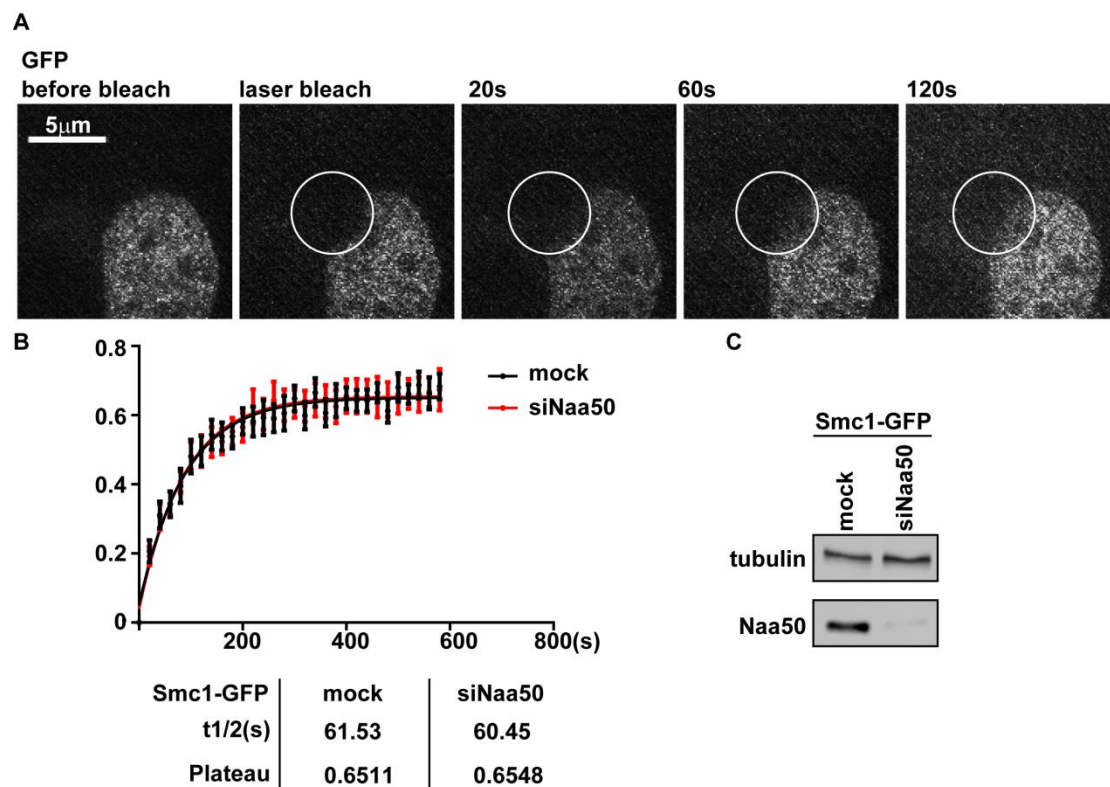 A
GFP
before bleach laser bleach 20s 60s 120s
5μm
B
0.8
0.6
0.4
0.2
0
200 400 600 800(s)
mock
siNaa50
Smc1-GFP mock siNaa50
t1/2(s) 61.53 60.45
Plateau 0.6511 0.6548
C
Smc1-GFP
mock siNaa50
tubulin
Naa50